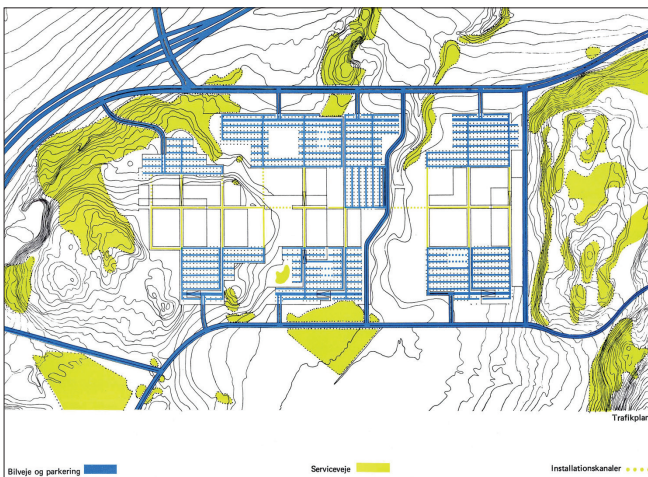 Trafikplan
Bilveje og parkering
Serviceveje
Installationskanaler